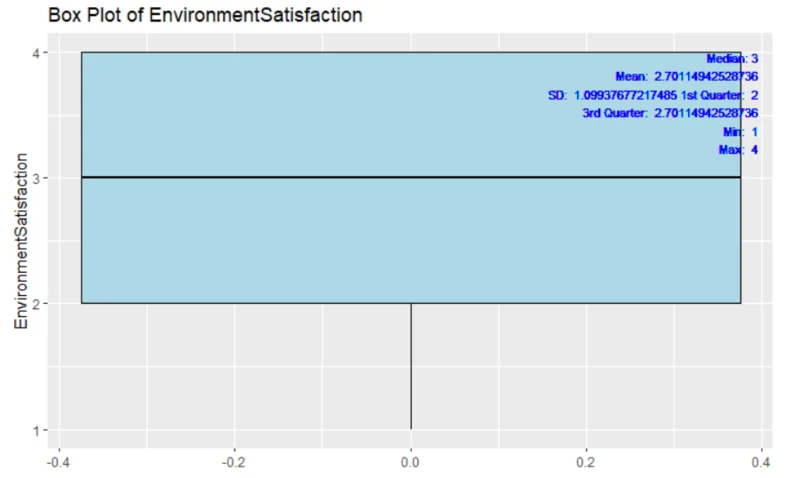 Box Plot of EnvironmentSatisfaction
Median: 3
Mean: 2.70114942528736
SD: 1.09937677217485 1st Quarter: 2
3rd Quarter: 2.70114942528736
Min: 1
Max: 4
EnvironmentSatisfaction
4
3
2
1
-0.4 -0.2 0.0 0.2 0.4